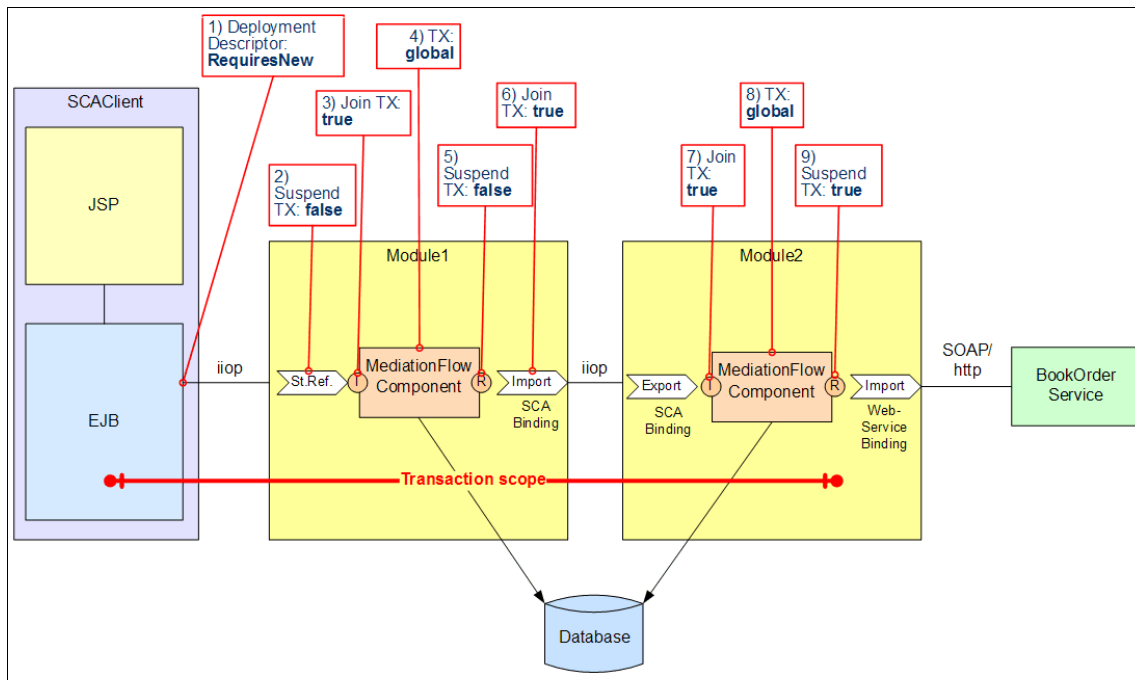 1) Deployment
Descriptor:
RequiresNew
4) TX:
global
SCAClient
3) Join TX:
true
6) Join
TX: true
8) TX:
global
2)
Suspend
TX: false
5)
Suspend
TX: false
7) Join
TX:
true
9)
Suspend
TX: true
JSP
Module1
Module2
EJB
iiop
St.Ref.
I
MediationFlow
Component
R
Import
SCA
Binding
iiop
Export
SCA
Binding
I
MediationFlow
Component
R
Import
Web-
Service
Binding
SOAP/
http
BookOrder
Service
Transaction scope
Database